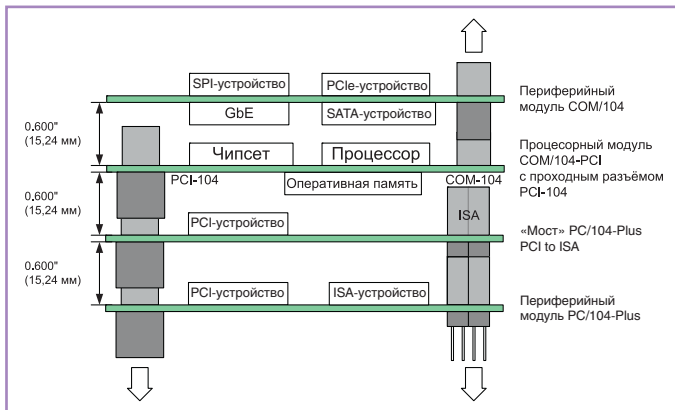 SPI-устройство
PCIe-устройство
GbE
SATA-устройство
Периферийный
модуль COM/104
0.600"
(15,24 мм)
Чипсет
Процессор
Процессорный модуль
COM/104-PCI
с проходным разъёмом
PCI-104
PCI-104
Оперативная память
COM-104
0.600"
(15,24 мм)
ISA
PCI-устройство
«Мост» PC/104-Plus
PCI to ISA
0.600"
(15,24 мм)
PCI-устройство
ISA-устройство
Периферийный
модуль PC/104-Plus